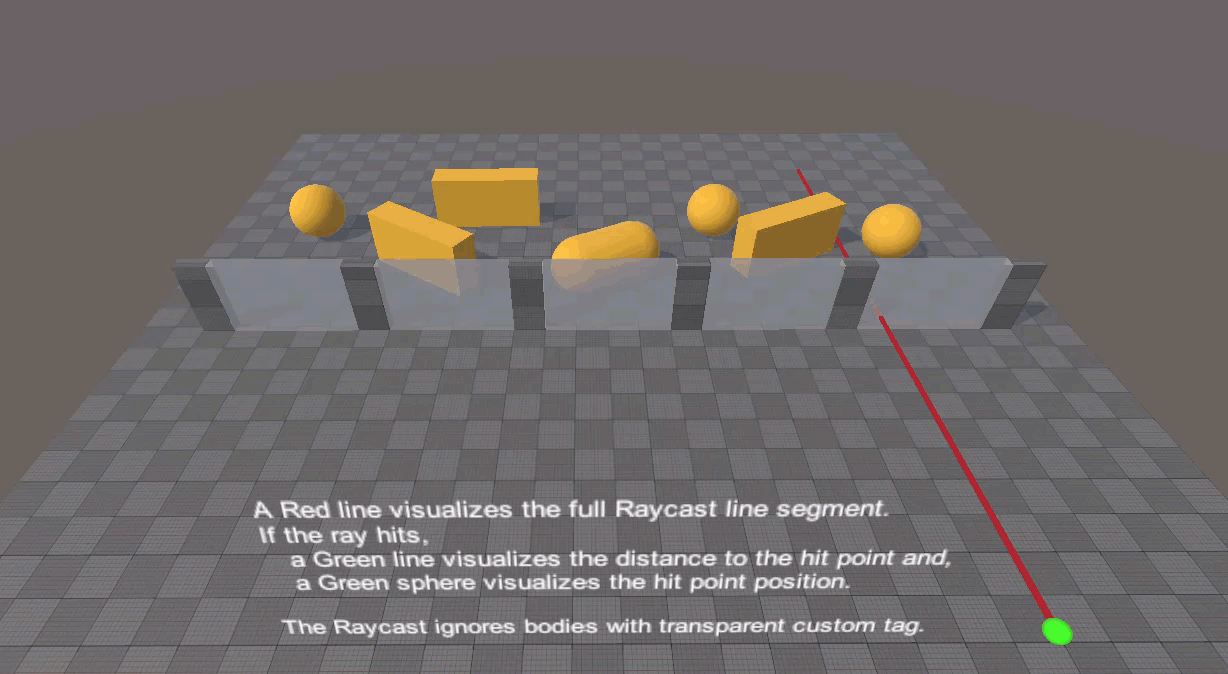 A Red line visualizes the full Raycast line segment.
If the ray hits,
a Green line visualizes the distance to the hit point and,
a Green sphere visualizes the hit point position.
The Raycast ignores bodies with transparent custom tag.